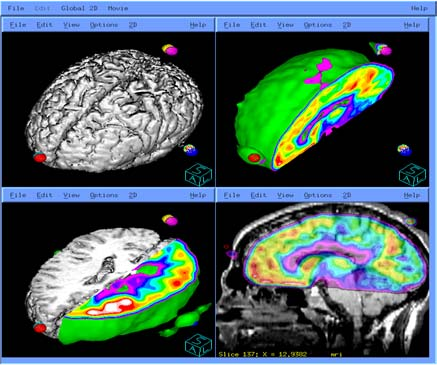 File Edit Global 2D Movie Help
File Edit View Options 2D Help
File Edit View Options 2D Help
File Edit View Options 2D Help
File Edit View Options 2D Help
Slice 137; X = 12,9382 mri